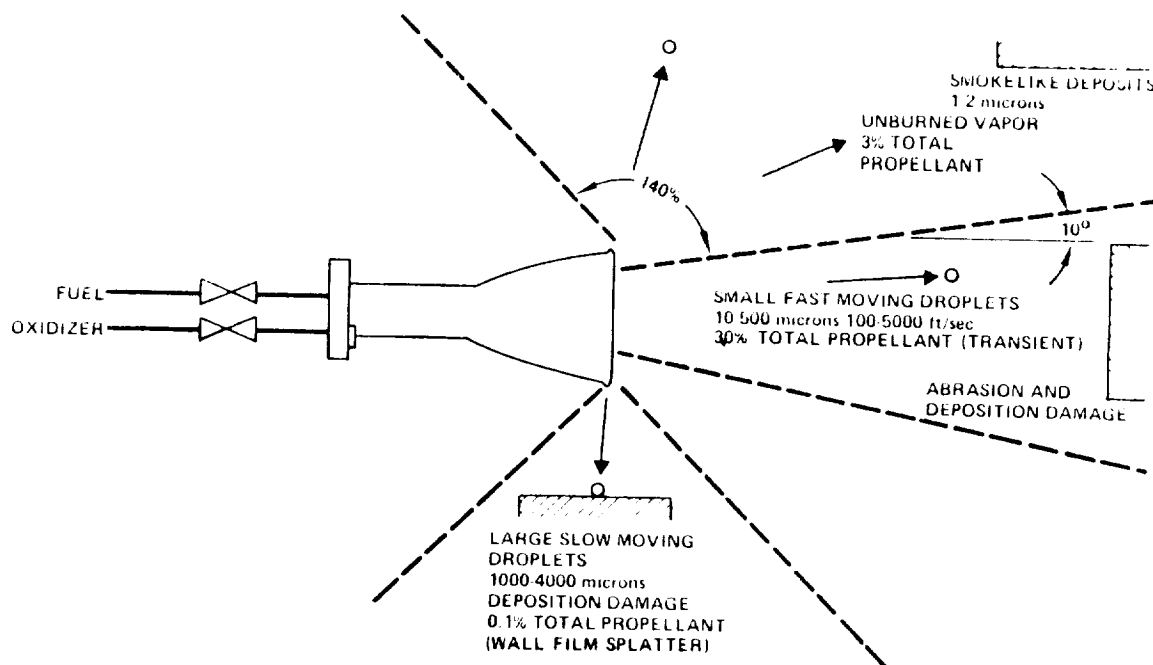 SMOKELIKE DEPOSITS
1 2 microns
UNBURNED VAPOR
3% TOTAL
PROPELLANT
140%
10°
FUEL
OXIDIZER
SMALL FAST MOVING DROPLETS
10 500 microns 100-5000 ft/sec
30% TOTAL PROPELLANT (TRANSIENT)
ABRASION AND
DEPOSITION DAMAGE
LARGE SLOW MOVING
DROPLETS
1000-4000 microns
DEPOSITION DAMAGE
0.1% TOTAL PROPELLANT
(WALL FILM SPLATTER)